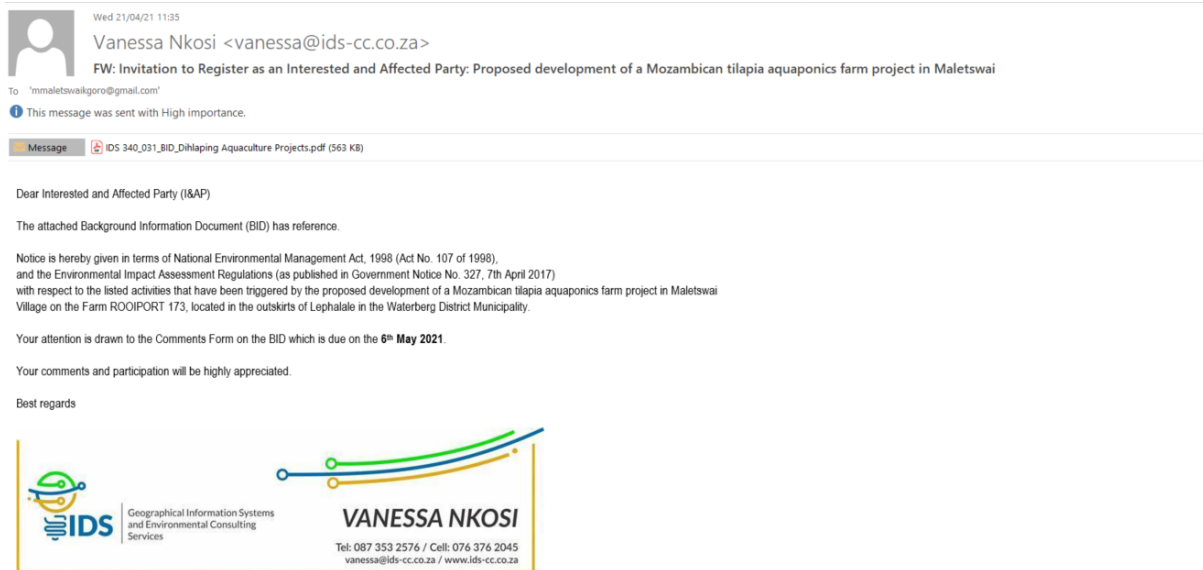 Wed 21/04/21 11:35
Vanessa Nkosi <vanessa@ids-cc.co.za>
FW: Invitation to Register as an Interested and Affected Party: Proposed development of a Mozambican tilapia aquaponics farm project in Maletswai
To 'mmaletswaikgoro@gmail.com'
This message was sent with High importance.
Message IDS 340_031_BID_Dihlaping Aquaculture Projects.pdf (563 KB)
Dear Interested and Affected Party (I&AP)
The attached Background Information Document (BID) has reference.
Notice is hereby given in terms of National Environmental Management Act, 1998 (Act No. 107 of 1998),
and the Environmental Impact Assessment Regulations (as published in Government Notice No. 327, 7th April 2017)
with respect to the listed activities that have been triggered by the proposed development of a Mozambican tilapia aquaponics farm project in Maletswai
Village on the Farm ROOIPORT 173, located in the outskirts of Lephalale in the Waterberg District Municipality.
Your attention is drawn to the Comments Form on the BID which is due on the 6th May 2021.
Your comments and participation will be highly appreciated.
Best regards
IDS
Geographical Information Systems
and Environmental Consulting
Services
VANESSA NKOSI
Tel: 087 353 2576 / Cell: 076 376 2045
vanessa@ids-cc.co.za / www.ids-cc.co.za